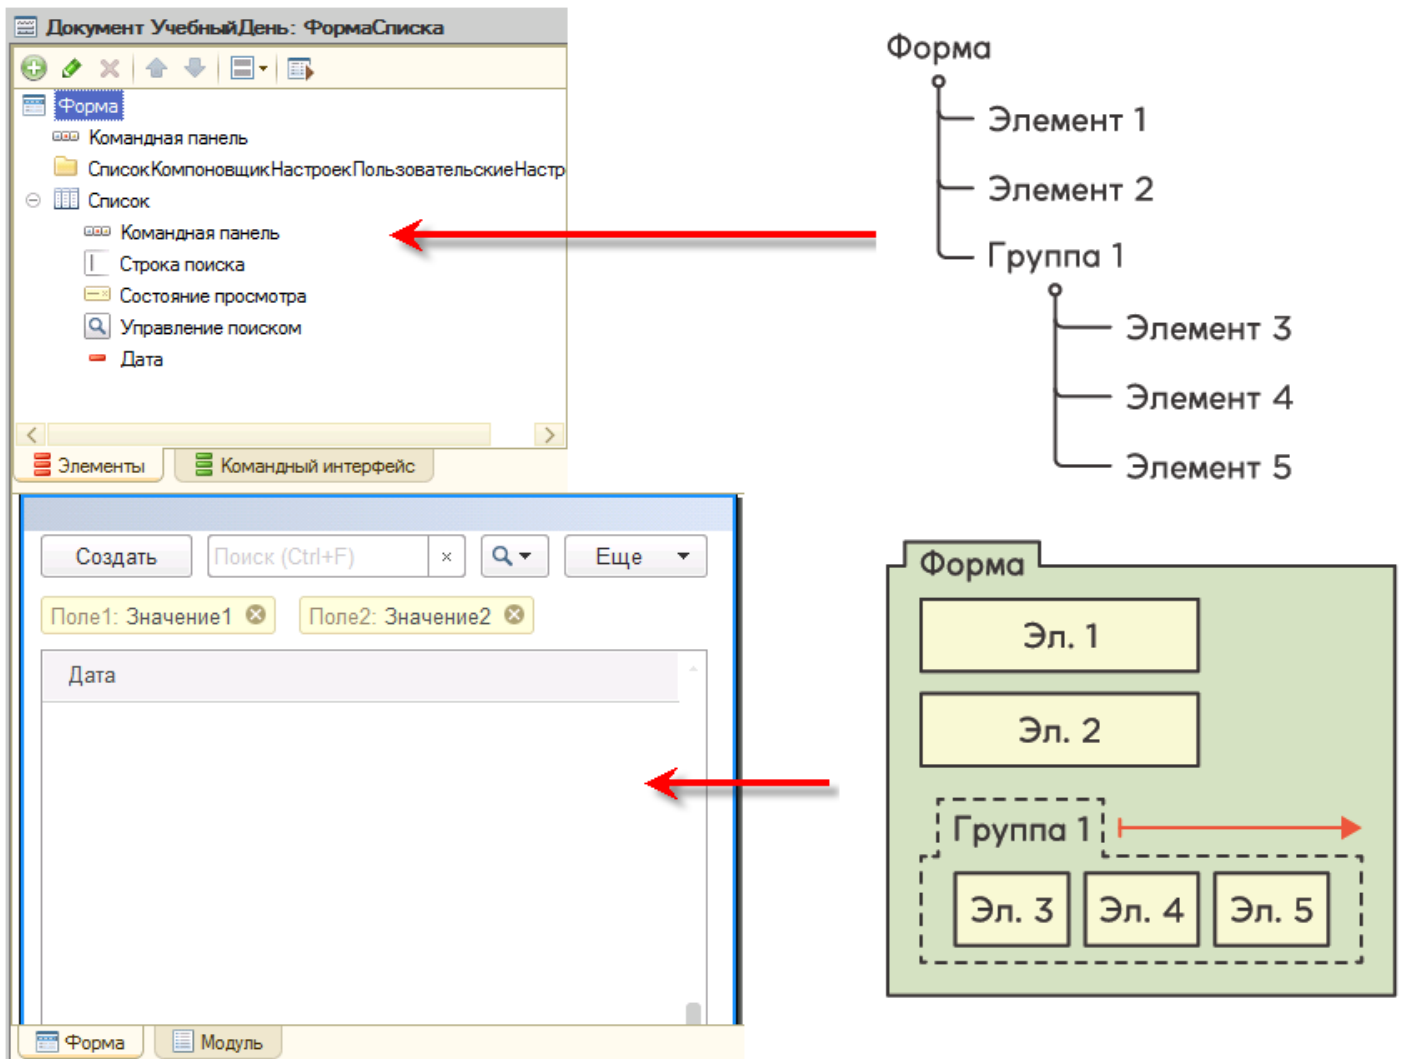 Документ УчебныйДень: ФормаСписка
Форма
Командная панель
СписокКомпоновщикНастроекПользовательскиеНастр
Список
Командная панель
Строка поиска
Состояние просмотра
Управление поиском
Дата
Элементы
Командный интерфейс
Форма
Элемент 1
Элемент 2
Группа 1
Элемент 3
Элемент 4
Элемент 5
Создать
Поиск (Ctrl+F)
×
Еще
Поле1: Значение1
Поле2: Значение2
Дата
Форма
Модуль
Форма
Эл. 1
Эл. 2
Группа 1
Эл. 3
Эл. 4
Эл. 5